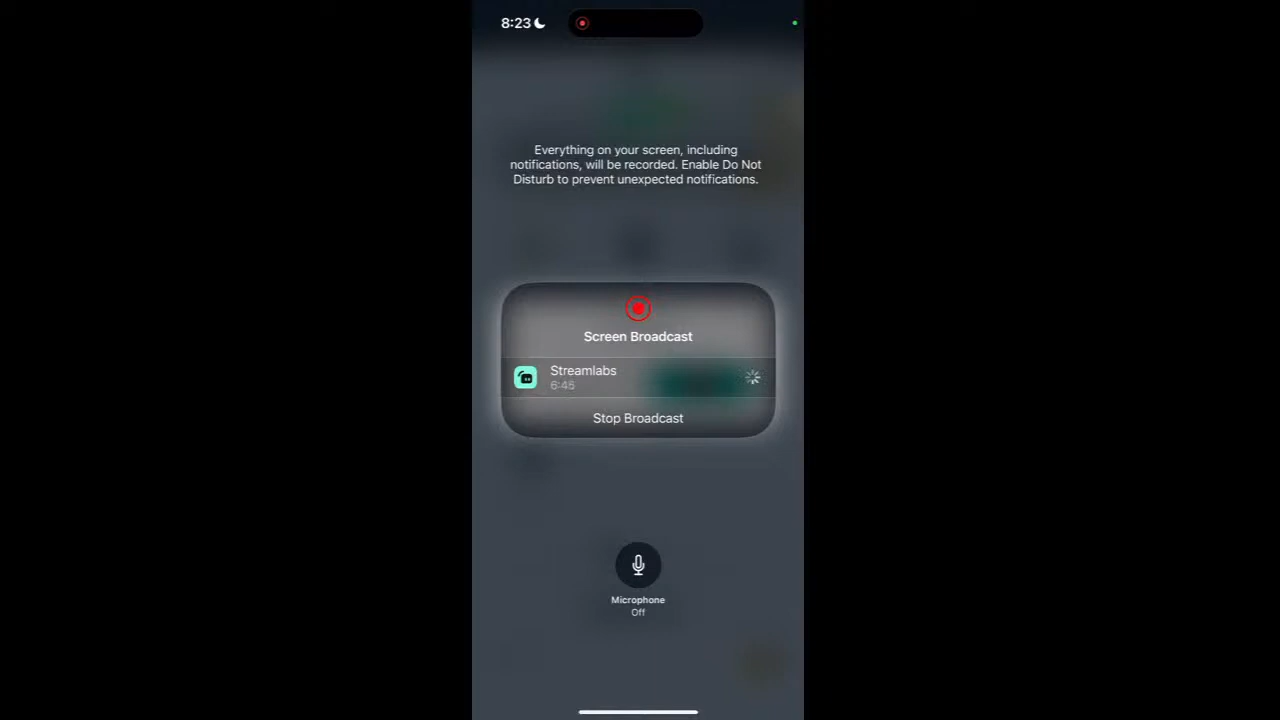 8:23
Everything on your screen, including
notifications, will be recorded. Enable Do Not
Disturb to prevent unexpected notifications.
Screen Broadcast
Streamlabs
6:45
Stop Broadcast
Microphone
Off